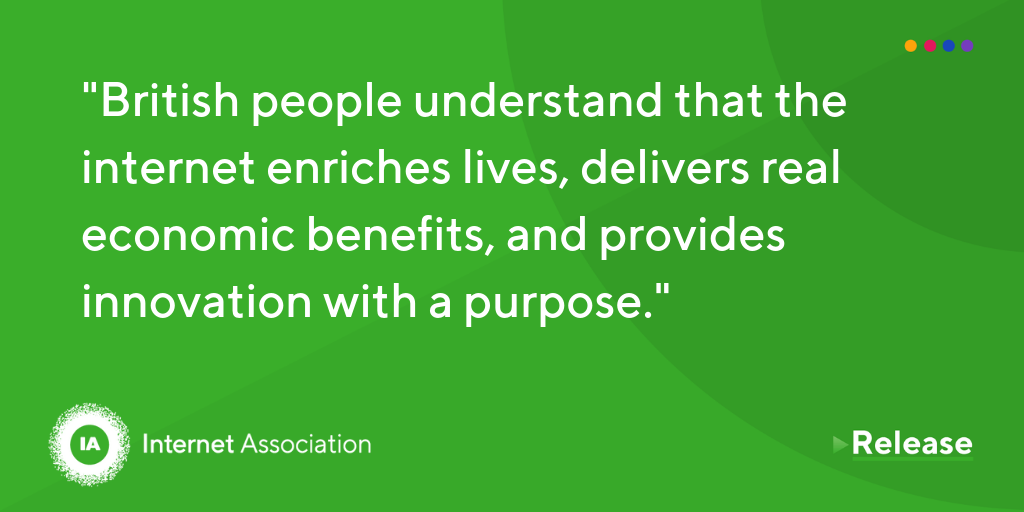 "British people understand that the
internet enriches lives, delivers real
economic benefits, and provides
innovation with a purpose."
IA Internet Association
Release